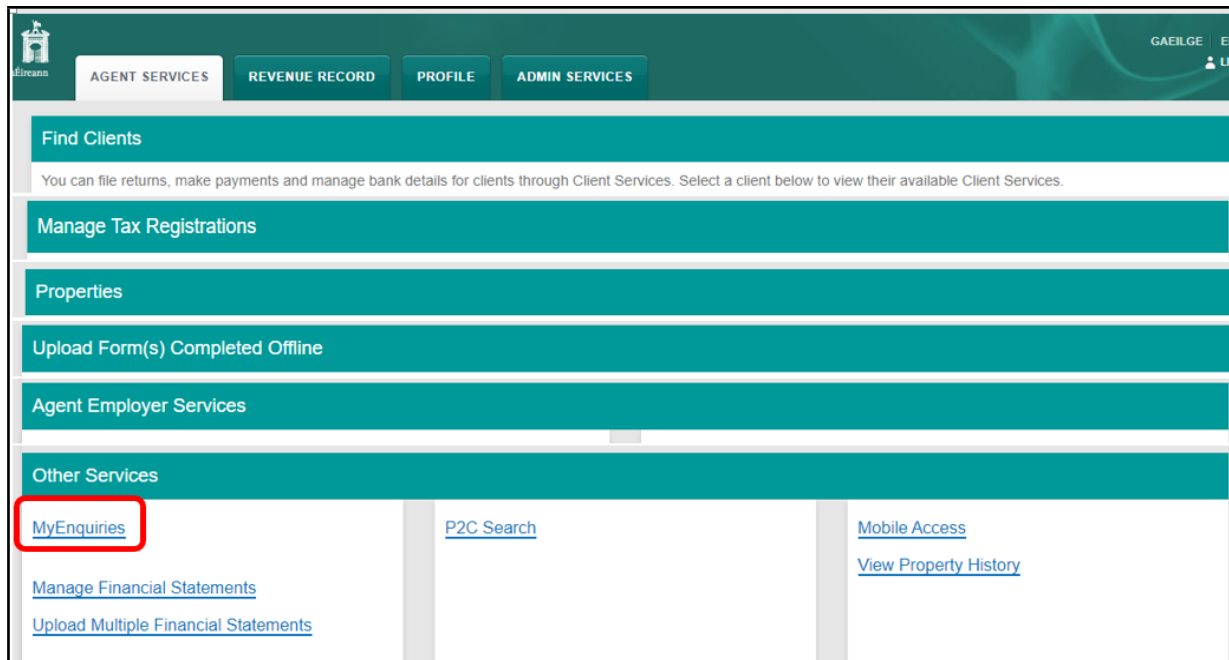 GAEILGE
Éireann
AGENT SERVICES REVENUE RECORD PROFILE ADMIN SERVICES
Find Clients
You can file returns, make payments and manage bank details for clients through Client Services. Select a client below to view their available Client Services.
Manage Tax Registrations
Properties
Upload Form(s) Completed Offline
Agent Employer Services
Other Services
MyEnquiries P2C Search Mobile Access
View Property History
Manage Financial Statements
Upload Multiple Financial Statements